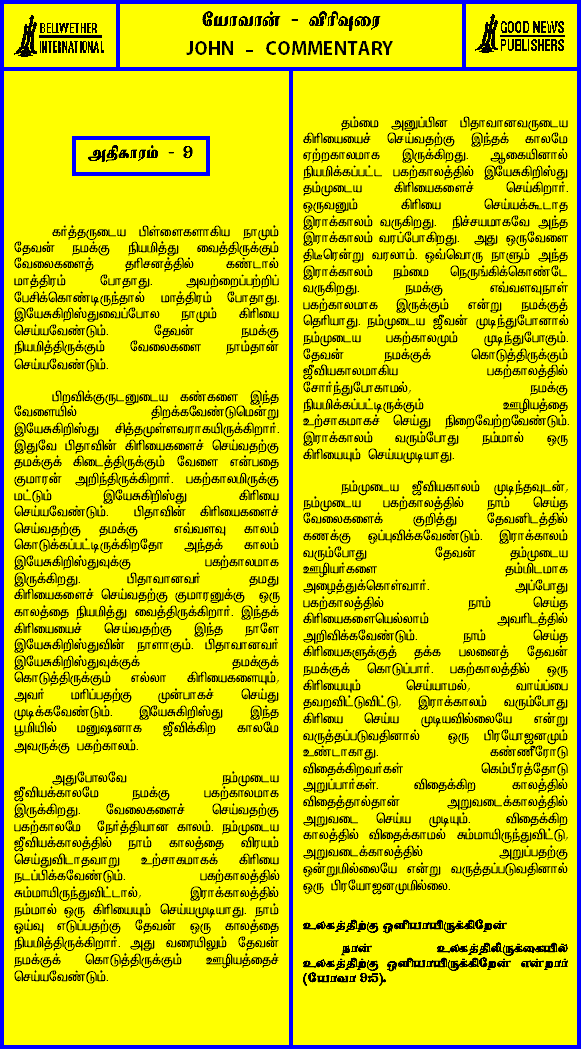 BELWETHER
INTERNATIONAL
யோவான் - விரிவுரை
JOHN - COMMENTARY
GOOD NEWS
PUBLISHERS
அதிகாரம் - 9
கர்த்தருடைய பிள்ளைகளாகிய நாமும்
தேவன் நமக்கு நியமித்து வைத்திருக்கும்
வேலைகளைத் தரிசனத்தில் கண்டால்
மாத்திரம் போதாது. அவற்றைப்பற்றிப்
பேசிக்கொண்டிருந்தால் மாத்திரம் போதாது.
இயேசுகிறிஸ்துவைப்போல நாமும் கிரியை
செய்யவேண்டும். தேவன் நமக்கு
நியமித்திருக்கும் வேலைகளை நாம்தான்
செய்யவேண்டும்.
பிறவிக்குருடனுடைய கண்களை இந்த
வேளையில் திறக்கவேண்டுமென்று
இயேசுகிறிஸ்து சித்தமுள்ளவராகயிருக்கிறார்.
இதுவே பிதாவின் கிரியைகளைச் செய்வதற்கு
தமக்குக் கிடைத்திருக்கும் வேளை என்பதை
குமாரன் அறிந்திருக்கிறார். பகற்காலமிருக்கு
மட்டும் இயேசுகிறிஸ்து கிரியை
செய்யவேண்டும். பிதாவின் கிரியைகளைச்
செய்வதற்கு தமக்கு எவ்வளவு காலம்
கொடுக்கப்பட்டிருக்கிறதோ அந்தக் காலம்
இயேசுகிறிஸ்துவுக்கு பகற்காலமாக
இருக்கிறது. பிதாவானவர் தமது
கிரியைகளைச் செய்வதற்கு குமாரனுக்கு ஒரு
காலத்தை நியமித்து வைத்திருக்கிறார். இந்தக்
கிரியையைச் செய்வதற்கு இந்த நாளே
இயேசுகிறிஸ்துவின் நாளாகும். பிதாவானவர்
இயேசுகிறிஸ்துவுக்குக் தமக்குக்
கொடுத்திருக்கும் எல்லா கிரியைகளையும்,
அவர் மரிப்பதற்கு முன்பாகச் செய்து
முடிக்கவேண்டும். இயேசுகிறிஸ்து இந்த
பூமியில் மனுஷனாக ஜீவிக்கிற காலமே
அவருக்கு பகற்காலம்.
அதுபோலவே நம்முடைய
ஜீவியக்காலமே நமக்கு பகற்காலமாக
இருக்கிறது. வேலைகளைச் செய்வதற்கு
பகற்காலமே நேர்த்தியான காலம். நம்முடைய
ஜீவியக்காலத்தில் நாம் காலத்தை விரயம்
செய்துவிடாதவாறு உற்சாகமாகக் கிரியை
நடப்பிக்கவேண்டும். பகற்காலத்தில்
சும்மாயிருந்துவிட்டால், இராக்காலத்தில்
நம்மால் ஒரு கிரியையும் செய்யமுடியாது. நாம்
ஓய்வு எடுப்பதற்கு தேவன் ஒரு காலத்தை
நியமித்திருக்கிறார். அது வரையிலும் தேவன்
நமக்குக் கொடுத்திருக்கும் ஊழியத்தைச்
செய்யவேண்டும்.
தம்மை அனுப்பின பிதாவானவருடைய
கிரியையைச் செய்வதற்கு இந்தக் காலமே
ஏற்றகாலமாக இருக்கிறது. ஆகையினால்
நியமிக்கப்பட்ட பகற்காலத்தில் இயேசுகிறிஸ்து
தம்முடைய கிரியைகளைச் செய்கிறார்.
ஒருவனும் கிரியை செய்யக்கூடாத
இராக்காலம் வருகிறது. நிச்சயமாகவே அந்த
இராக்காலம் வரப்போகிறது. அது ஒருவேளை
திடீரென்று வரலாம். ஒவ்வொரு நாளும் அந்த
இராக்காலம் நம்மை நெருங்கிக்கொண்டே
வருகிறது. நமக்கு எவ்வளவுநாள்
பகற்காலமாக இருக்கும் என்று நமக்குத்
தெரியாது. நம்முடைய ஜீவன் முடிந்துபோனால்
நம்முடைய பகற்காலமும் முடிந்துபோகும்.
தேவன் நமக்குக் கொடுத்திருக்கும்
ஜீவியகாலமாகிய பகற்காலத்தில்
சோர்ந்துபோகாமல், நமக்கு
நியமிக்கப்பட்டிருக்கும் ஊழியத்தை
உற்சாகமாகச் செய்து நிறைவேற்றவேண்டும்.
இராக்காலம் வரும்போது நம்மால் ஒரு
கிரியையும் செய்யமுடியாது.
நம்முடைய ஜீவியகாலம் முடிந்தவுடன்,
நம்முடைய பகற்காலத்தில் நாம் செய்த
வேலைகளைக் குறித்து தேவனிடத்தில்
கணக்கு ஒப்புவிக்கவேண்டும். இராக்காலம்
வரும்போது தேவன் தம்முடைய
ஊழியர்களை தம்மிடமாக
அழைத்துக்கொள்வார். அப்போது
பகற்காலத்தில் நாம் செய்த
கிரியைகளையெல்லாம் அவரிடத்தில்
அறிவிக்கவேண்டும். நாம் செய்த
கிரியைகளுக்குத் தக்க பலனைத் தேவன்
நமக்குக் கொடுப்பார். பகற்காலத்தில் ஒரு
கிரியையும் செய்யாமல், வாய்ப்பை
தவறவிட்டுவிட்டு, இராக்காலம் வரும்போது
கிரியை செய்ய முடியவில்லையே என்று
வருத்தப்படுவதினால் ஒரு பிரயோஜனமும்
உண்டாகாது. கண்ணீரோடு
விதைக்கிறவர்கள் கெம்பீரத்தோடு
அறுப்பார்கள். விதைக்கிற காலத்தில்
விதைத்தால்தான் அறுவடைக்காலத்தில்
அறுவடை செய்ய முடியும். விதைக்கிற
காலத்தில் விதைக்காமல் சும்மாயிருந்துவிட்டு,
அறுவடைக்காலத்தில் அறுப்பதற்கு
ஒன்றுமில்லையே என்று வருத்தப்படுவதினால்
ஒரு பிரயோஜனமுமில்லை.
உலகத்திற்கு ஒளியாயிருக்கிறேன்
நான் உலகத்திலிருக்கையில்
உலகத்திற்கு ஒளியாயிருக்கிறேன் என்றார்
(யோவா 9:5).